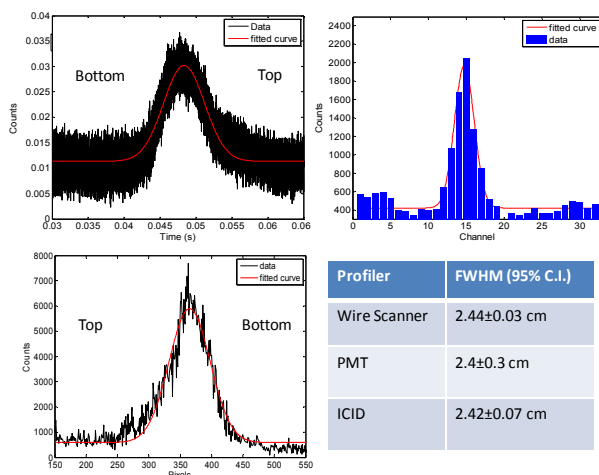 0.04
0.035
0.03
0.025
0.02
0.015
0.01
0.005
0
Counts
0.03 0.035 0.04 0.045 0.05 0.055 0.06 0.065
Time (s)
Bottom
Top
Data
fitted curve
2400
2200
2000
1800
1600
1400
1200
1000
800
600
400
Counts
0 5 10 15 20 25 30
Channel
fitted curve
data
8000
7000
6000
5000
4000
3000
2000
1000
0
Counts
150 200 250 300 350 400 450 500 550
Pixels
Top
Bottom
data
fitted curve
Profiler FWHM (95% C.I.)
Wire Scanner 2.44±0.03 cm
PMT 2.4±0.3 cm
ICID 2.42±0.07 cm